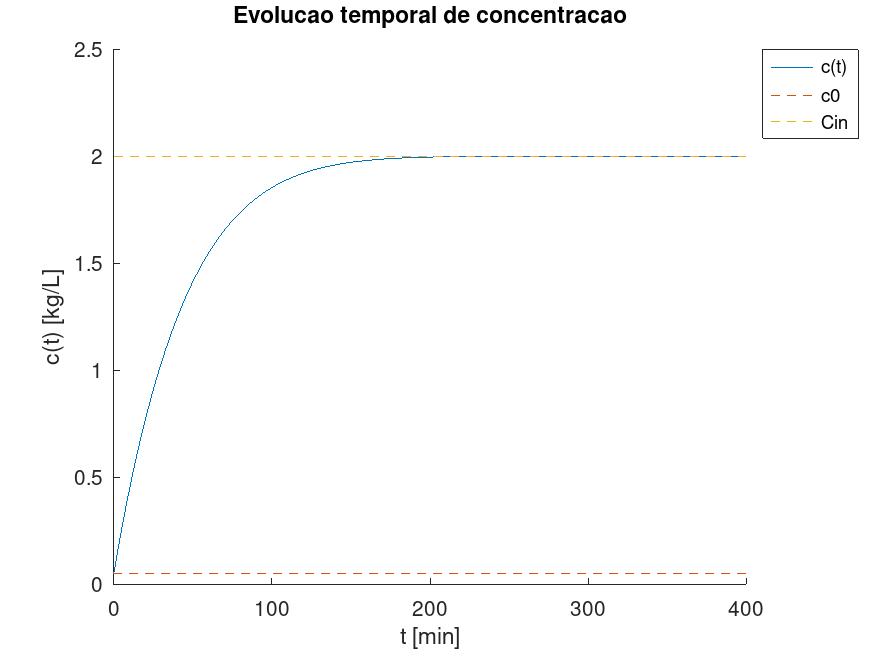 Evolucao temporal de concentracao
c(t)
c0
Cin
2.5
2
1.5
1
0.5
0
c(t) [kg/L]
0 100 200 300 400
t [min]